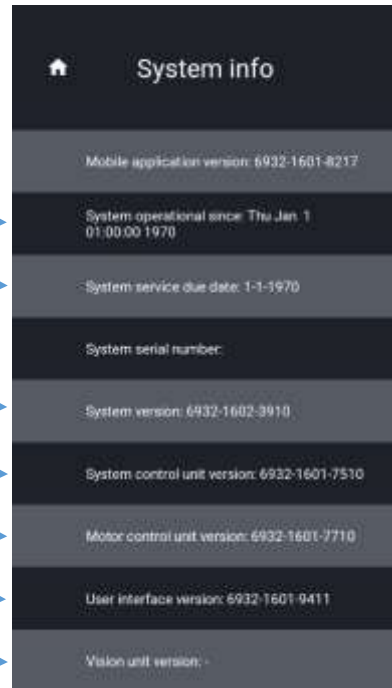 System info
Mobile application version: 6932-1601-8217
System operational since: Thu Jan 1
01:00:00 1970
System service due date: 1-1-1970
System serial number:
System version: 6932-1602-3910
System control unit version: 6932-1601-7510
Motor control unit version: 6932-1601-7710
User interface version: 6932-1601-9411
Vision unit version: -